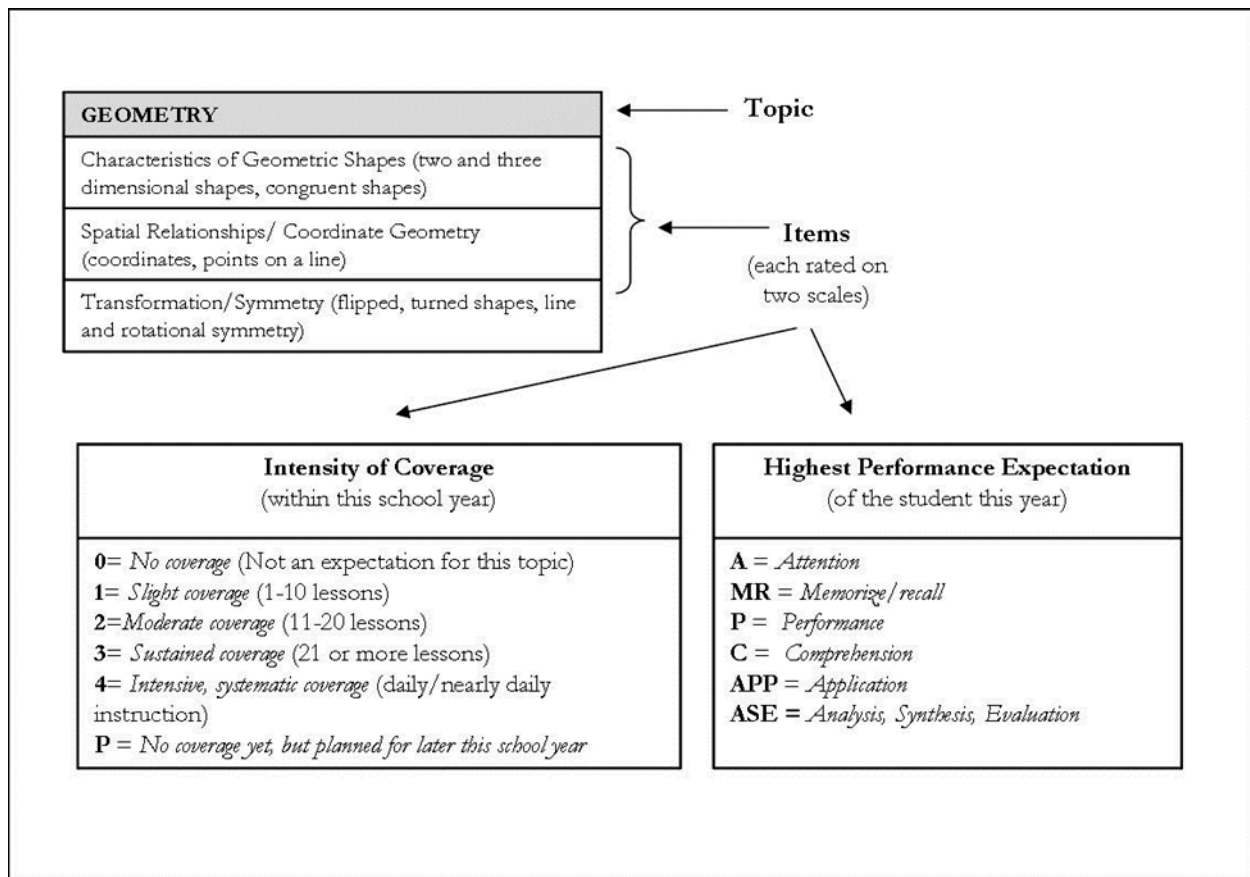 GEOMETRY
Topic
Characteristics of Geometric Shapes (two and three
dimensional shapes, congruent shapes)
Spatial Relationships/ Coordinate Geometry
(coordinates, points on a line)
Transformation/Symmetry (flipped, turned shapes, line
and rotational symmetry)
Items
(each rated on
two scales)
Intensity of Coverage
(within this school year)
0= No coverage (Not an expectation for this topic)
1= Slight coverage (1-10 lessons)
2=Moderate coverage (11-20 lessons)
3= Sustained coverage (21 or more lessons)
4= Intensive, systematic coverage (daily/nearly daily
instruction)
P = No coverage yet, but planned for later this school year
Highest Performance Expectation
(of the student this year)
A = Attention
MR = Memorize/recall
P = Performance
C = Comprehension
APP = Application
ASE = Analysis, Synthesis, Evaluation